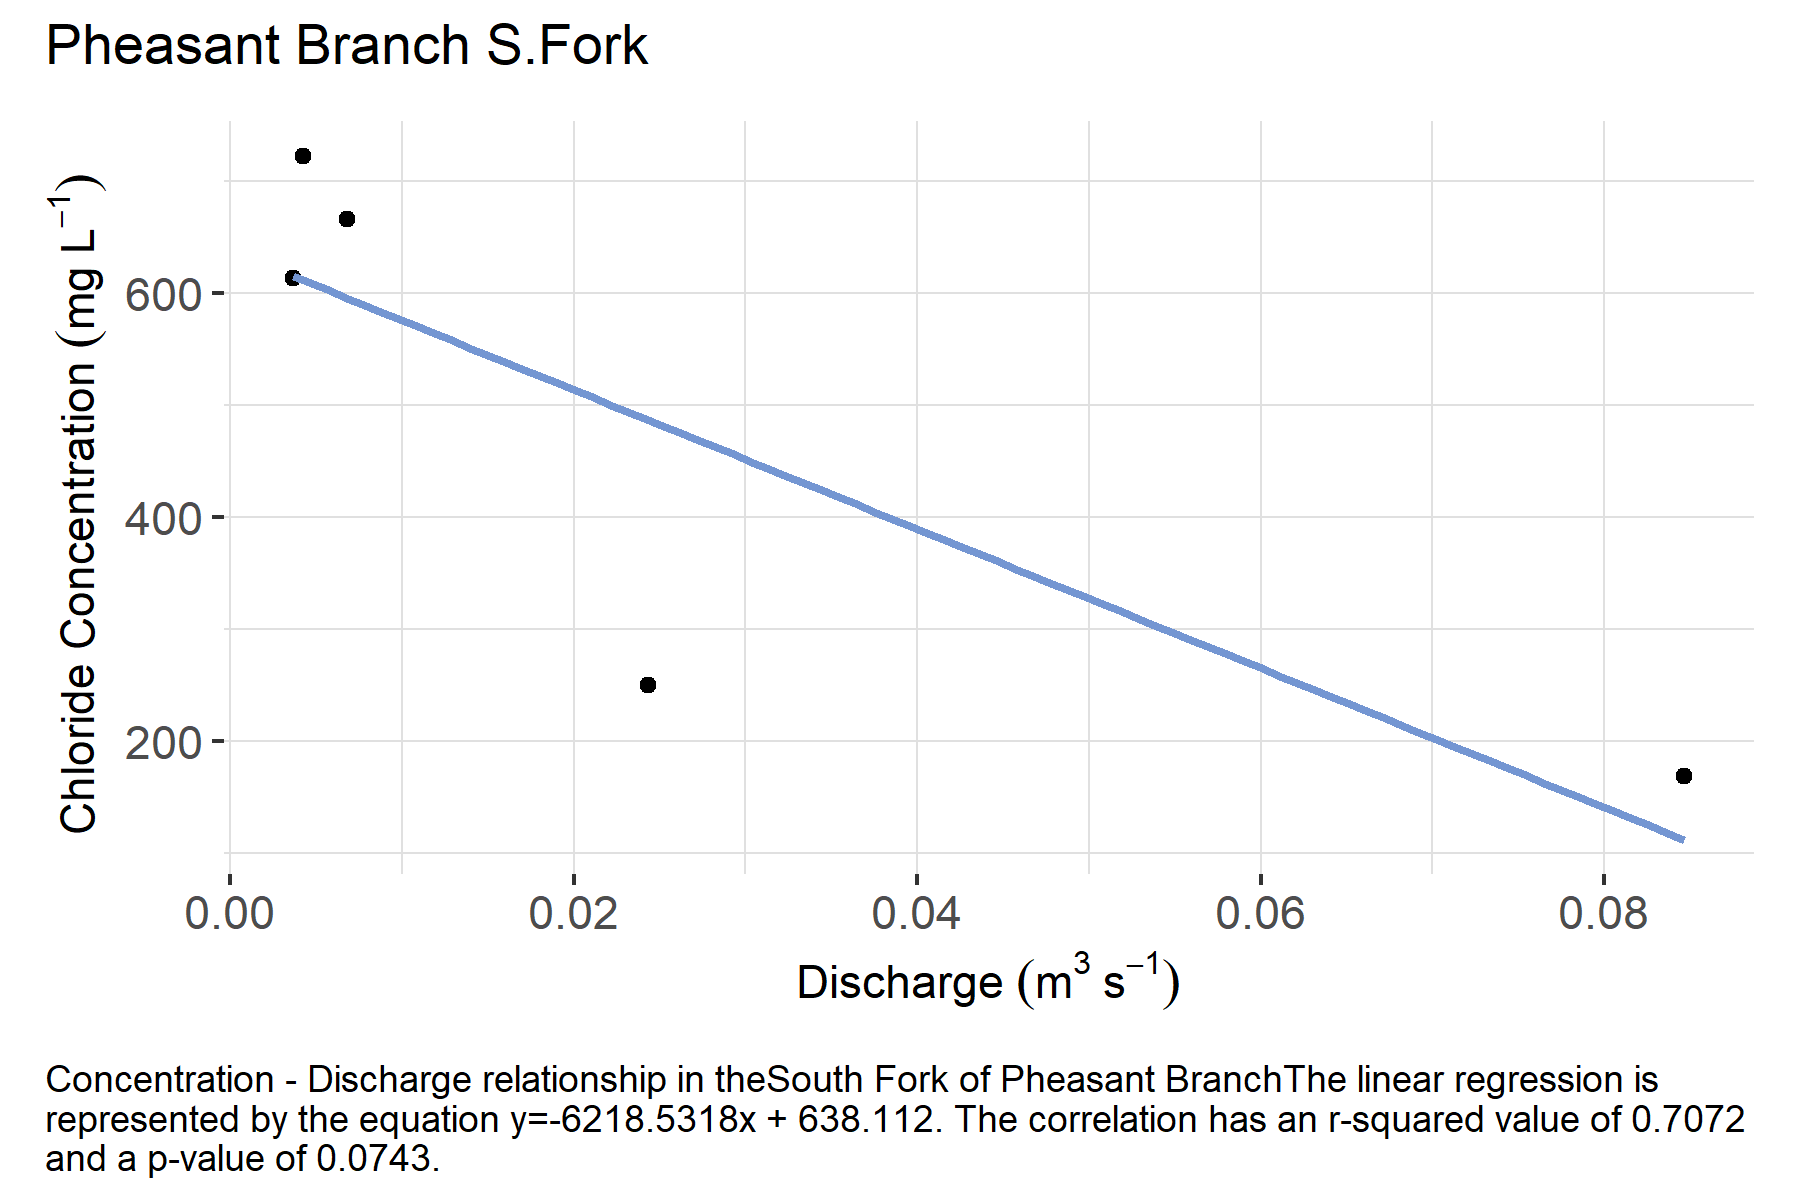 Pheasant Branch S.Fork
Chloride Concentration (mg L⁻¹)
600
400
200
0.00 0.02 0.04 0.06 0.08
Discharge (m³ s⁻¹)
Concentration - Discharge relationship in theSouth Fork of Pheasant BranchThe linear regression is
represented by the equation y=-6218.5318x + 638.112. The correlation has an r-squared value of 0.7072
and a p-value of 0.0743.